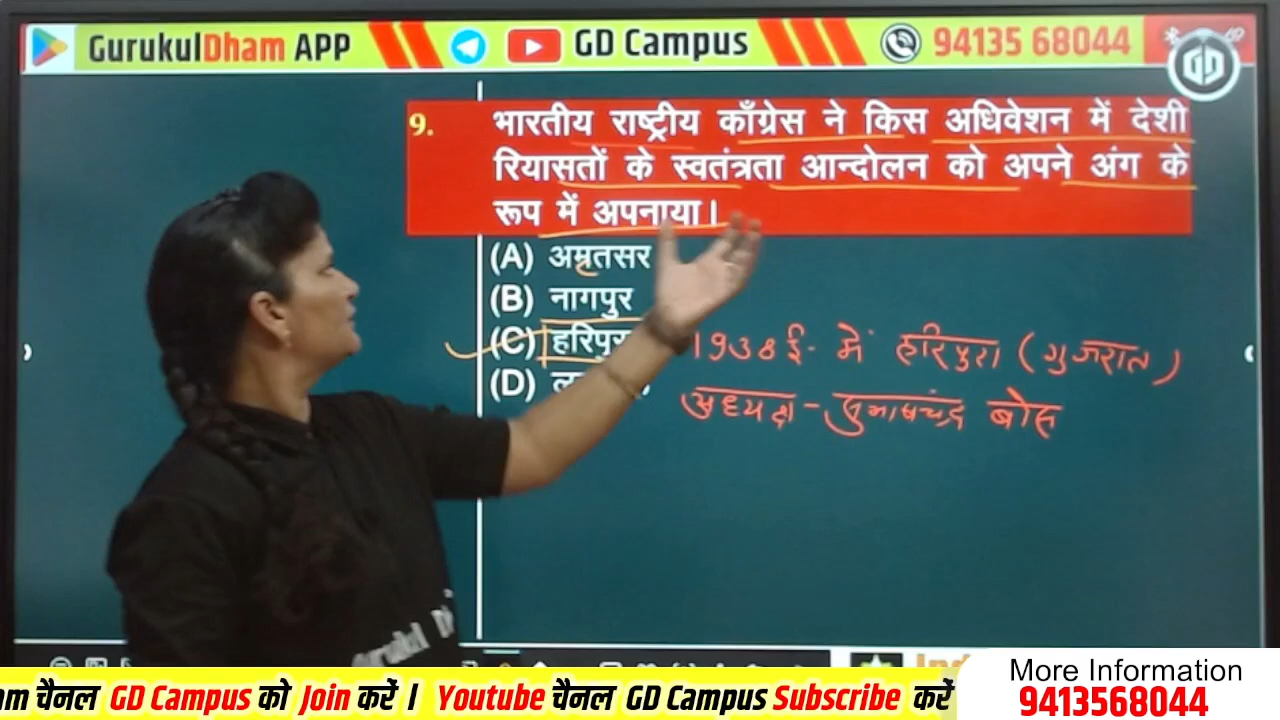 GurukulDham APP GD Campus 94135 68044
9. भारतीय राष्ट्रीय काँग्रेस ने किस अधिवेशन में देशी
रियासतों के स्वतंत्रता आन्दोलन को अपने अंग के
रूप में अपनाया।
(A) अम्रतसर
(B) नागपुर
(C) हरिपुरा
(D)
1938ई- में हरिपुरा (गुजरात)
अध्यक्ष - सुभाषचंद्र बोस
चैनल GD Campus को Join करें । Youtube चैनल GD Campus Subscribe करें
More Information
9413568044